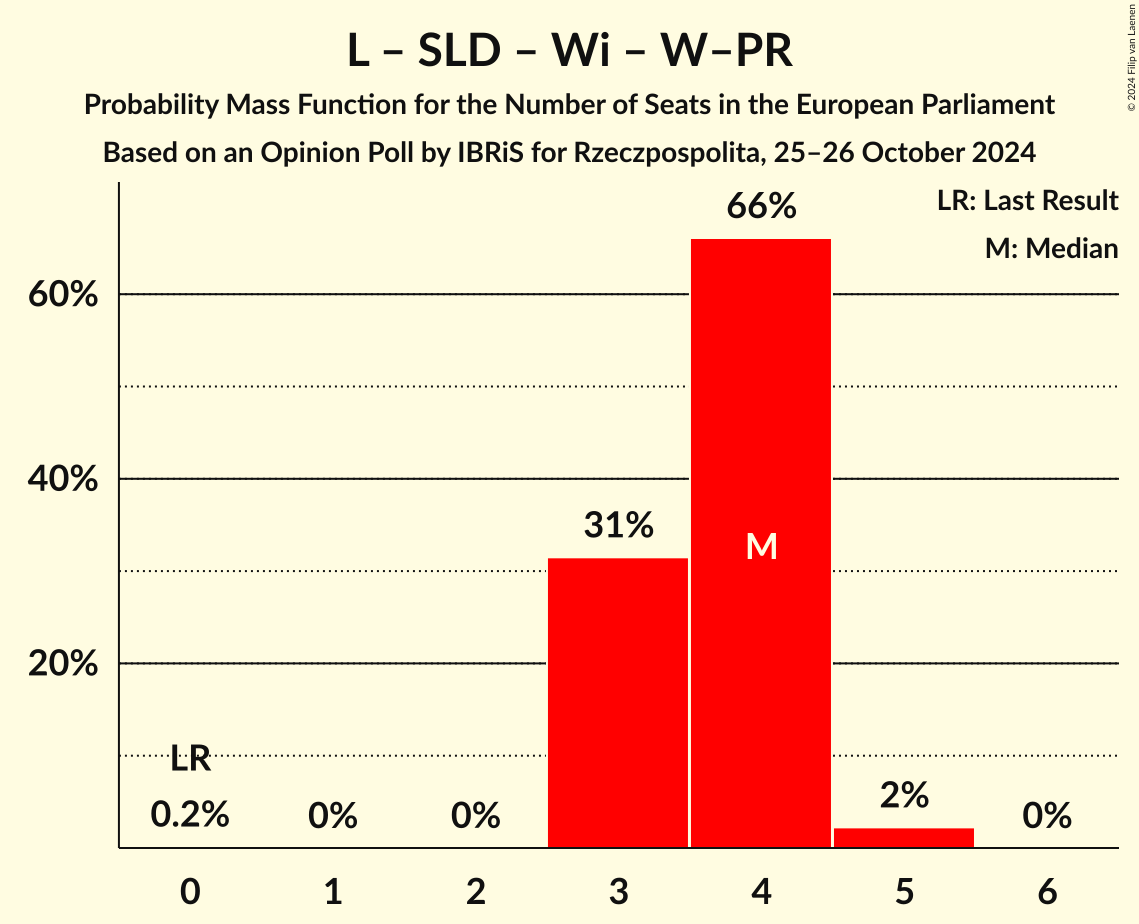 L – SLD – Wi – W–PR
Probability Mass Function for the Number of Seats in the European Parliament
Based on an Opinion Poll by IBRiS for Rzeczpospolita, 25–26 October 2024
© 2024 Filip van Laenen
LR: Last Result
M: Median
66%
60%
40%
31%
M
20%
LR
0.2%
0%
0%
2%
0%
0 1 2 3 4 5 6